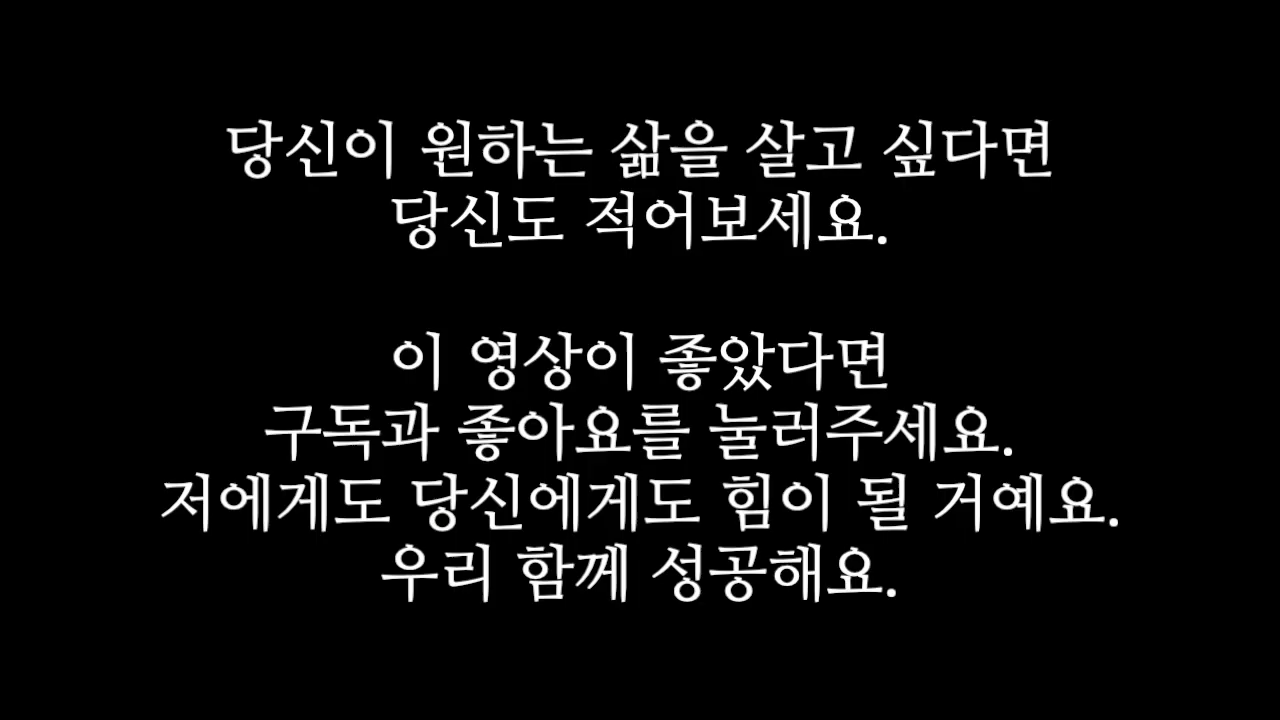 당신이 원하는 삶을 살고 싶다면
당신도 적어보세요.
이 영상이 좋았다면
구독과 좋아요를 눌러주세요.
저에게도 당신에게도 힘이 될 거예요.
우리 함께 성공해요.